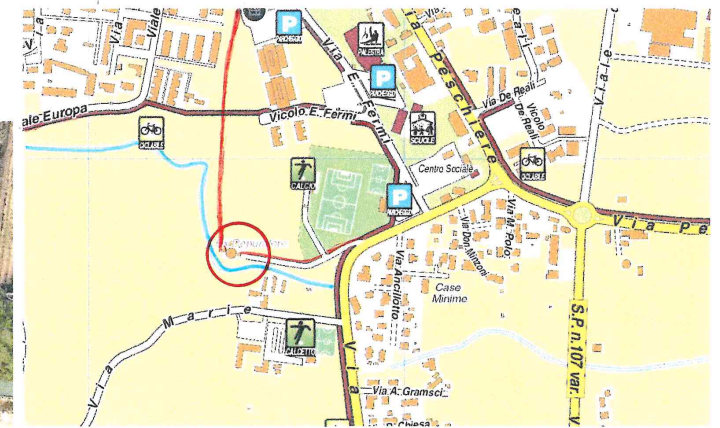 Via
Viale
P
PARCHEGGIO
PALESTRA
Via E. Fermi
P
PARCHEGGIO
Via Peschiere
Via De Reali
Vicolo
De Reali
Viale
ale Europa
CICLABILE
Vicolo E. Fermi
SCUOLE
Centro Sociale
CICLABILE
CALCIO
P
PARCHEGGIO
Via M. Polo
Via Don Minzoni
Via Pe
Via Ancillotto
Case
Minime
S.P. n. 107 var.
Via Marie
CALCETTO
Via
Via A. Gramsci
Chiesa